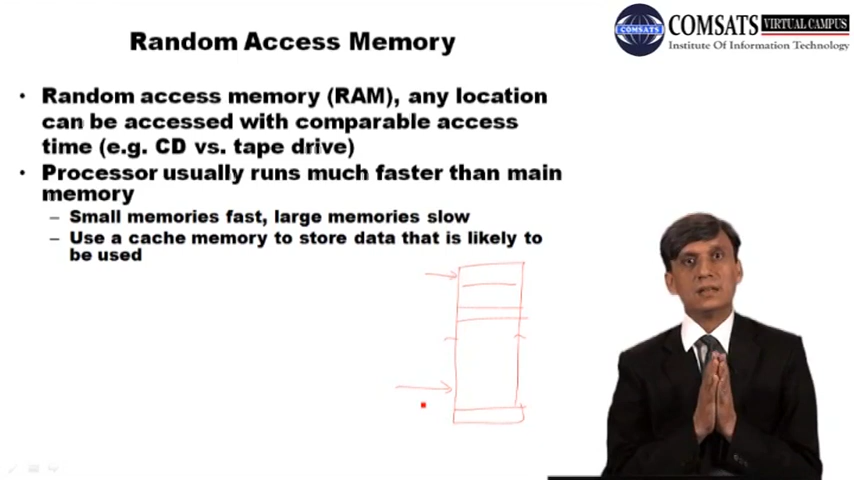 Random Access Memory
COMSATS VIRTUAL CAMPUS
COMSATS
Institute Of Information Technology
• Random access memory (RAM), any location
can be accessed with comparable access
time (e.g. CD vs. tape drive)
• Processor usually runs much faster than main
memory
– Small memories fast, large memories slow
– Use a cache memory to store data that is likely to
be used